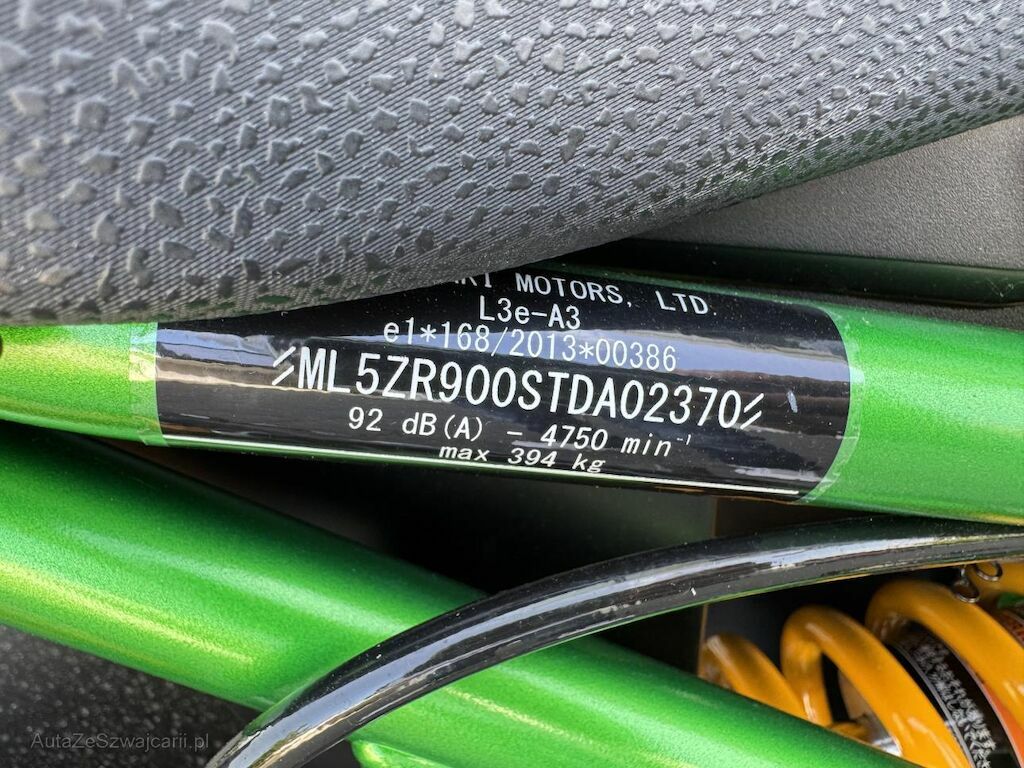 MOTORS, LTD.
L3e-A3
e1*168/2013*00386
ML5ZR900STDA02370
92 dB(A) - 4750 min⁻¹
max 394 kg
AutaZeSzwajcarii.pl